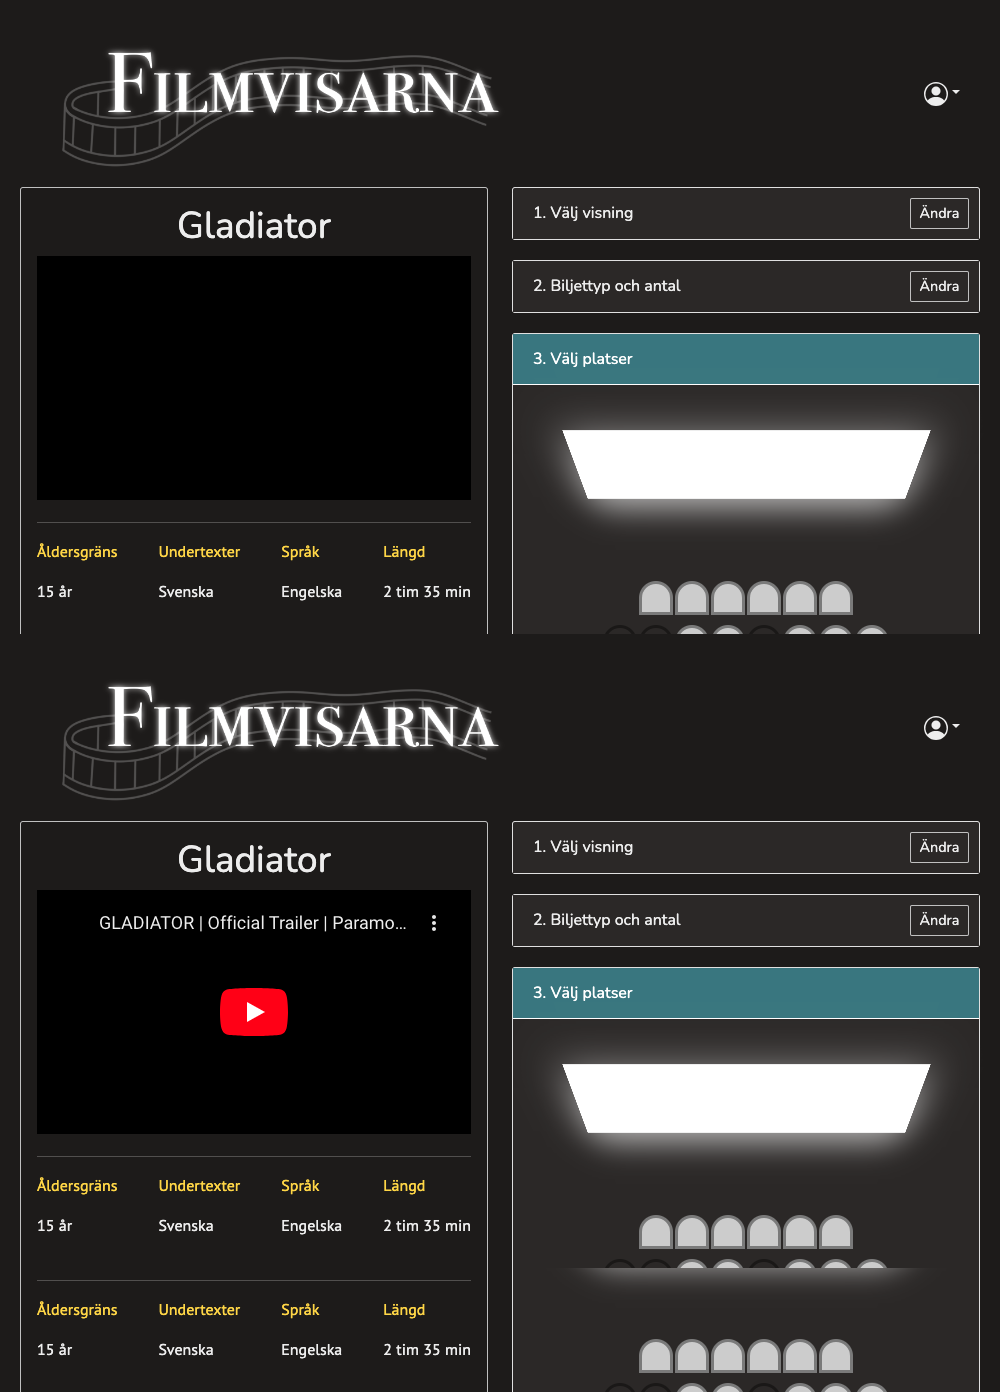 FILMVISARNA
Gladiator
Åldersgräns Undertexter Språk Längd
15 år Svenska Engelska 2 tim 35 min
1. Välj visning Ändra
2. Biljettyp och antal Ändra
3. Välj platser
FILMVISARNA
Gladiator
GLADIATOR | Official Trailer | Paramo...
Åldersgräns Undertexter Språk Längd
15 år Svenska Engelska 2 tim 35 min
Åldersgräns Undertexter Språk Längd
15 år Svenska Engelska 2 tim 35 min
1. Välj visning Ändra
2. Biljettyp och antal Ändra
3. Välj platser